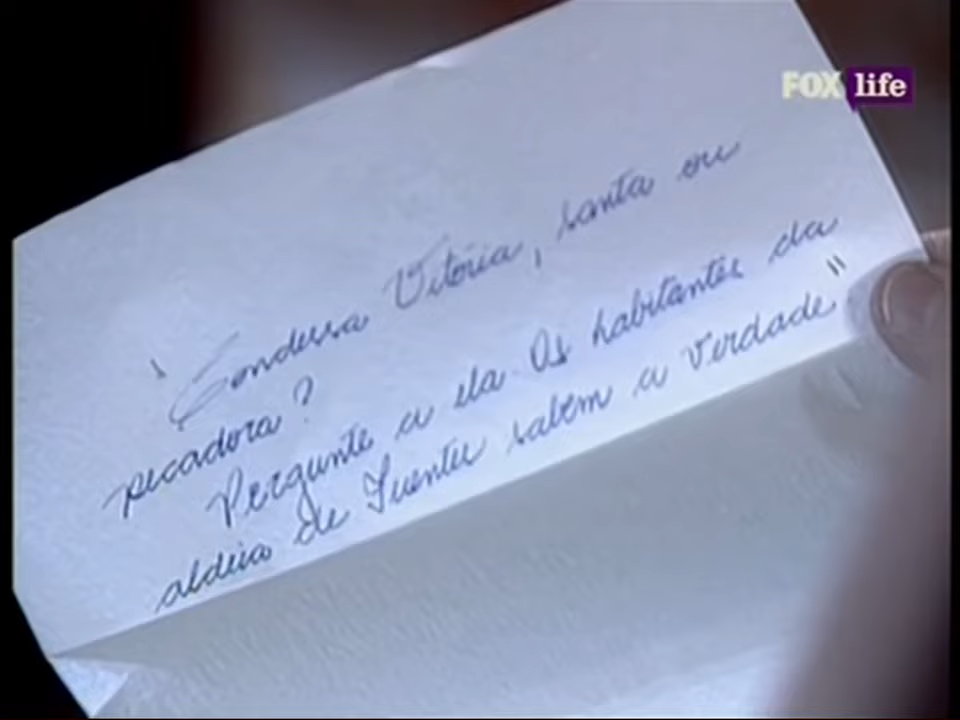 FOX life
"Condessa Vitória, santa ou
pecadora?
Pergunte a ela. Os habitantes da
aldeia de Fuentes sabem a verdade"